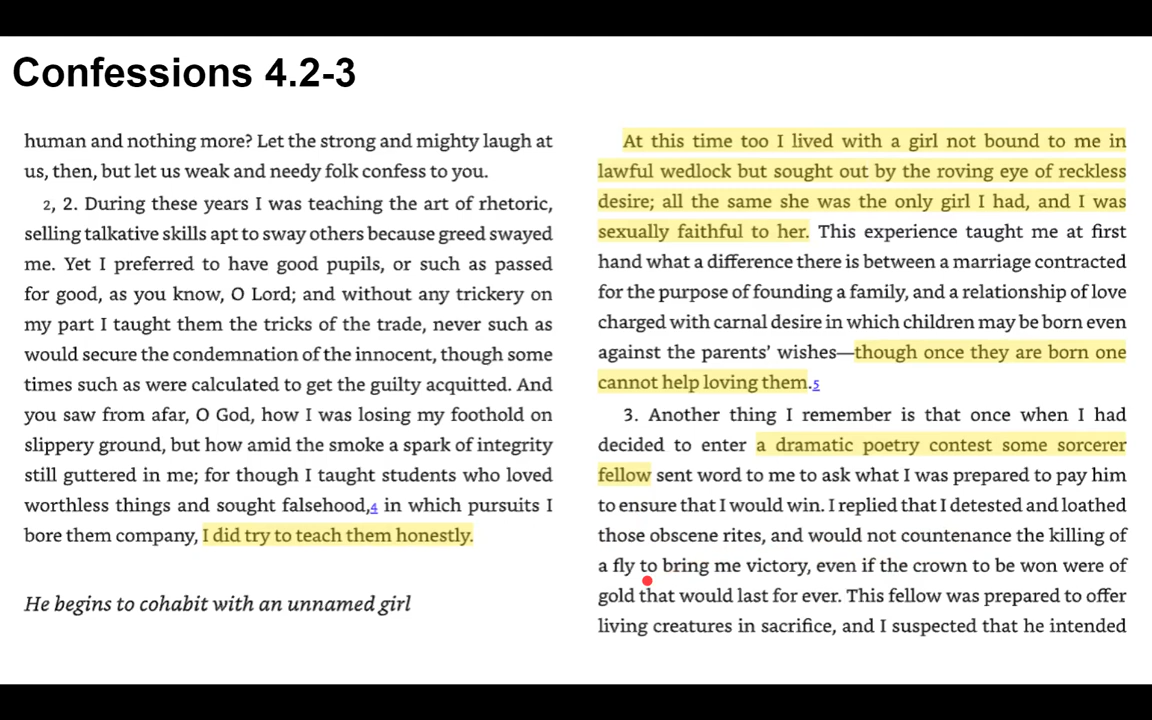 Confessions 4.2-3
human and nothing more? Let the strong and mighty laugh at
us, then, but let us weak and needy folk confess to you.
2, 2. During these years I was teaching the art of rhetoric,
selling talkative skills apt to sway others because greed swayed
me. Yet I preferred to have good pupils, or such as passed
for good, as you know, O Lord; and without any trickery on
my part I taught them the tricks of the trade, never such as
would secure the condemnation of the innocent, though some
times such as were calculated to get the guilty acquitted. And
you saw from afar, O God, how I was losing my foothold on
slippery ground, but how amid the smoke a spark of integrity
still guttered in me; for though I taught students who loved
worthless things and sought falsehood,4 in which pursuits I
bore them company, I did try to teach them honestly.
He begins to cohabit with an unnamed girl
At this time too I lived with a girl not bound to me in
lawful wedlock but sought out by the roving eye of reckless
desire; all the same she was the only girl I had, and I was
sexually faithful to her. This experience taught me at first
hand what a difference there is between a marriage contracted
for the purpose of founding a family, and a relationship of love
charged with carnal desire in which children may be born even
against the parents’ wishes—though once they are born one
cannot help loving them.5
3. Another thing I remember is that once when I had
decided to enter a dramatic poetry contest some sorcerer
fellow sent word to me to ask what I was prepared to pay him
to ensure that I would win. I replied that I detested and loathed
those obscene rites, and would not countenance the killing of
a fly to bring me victory, even if the crown to be won were of
gold that would last for ever. This fellow was prepared to offer
living creatures in sacrifice, and I suspected that he intended